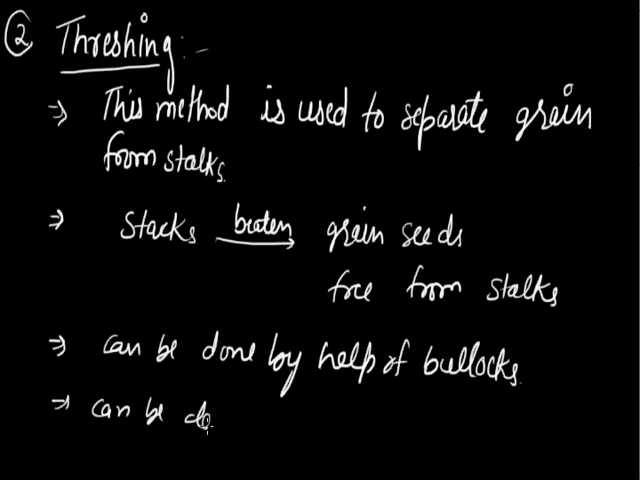 ② Threshing:-
⇒ This method is used to separate grain
from stalks.
⇒ Stacks beaten → grain seeds
free from stalks
⇒ can be done by help of bullocks.
⇒ can be do